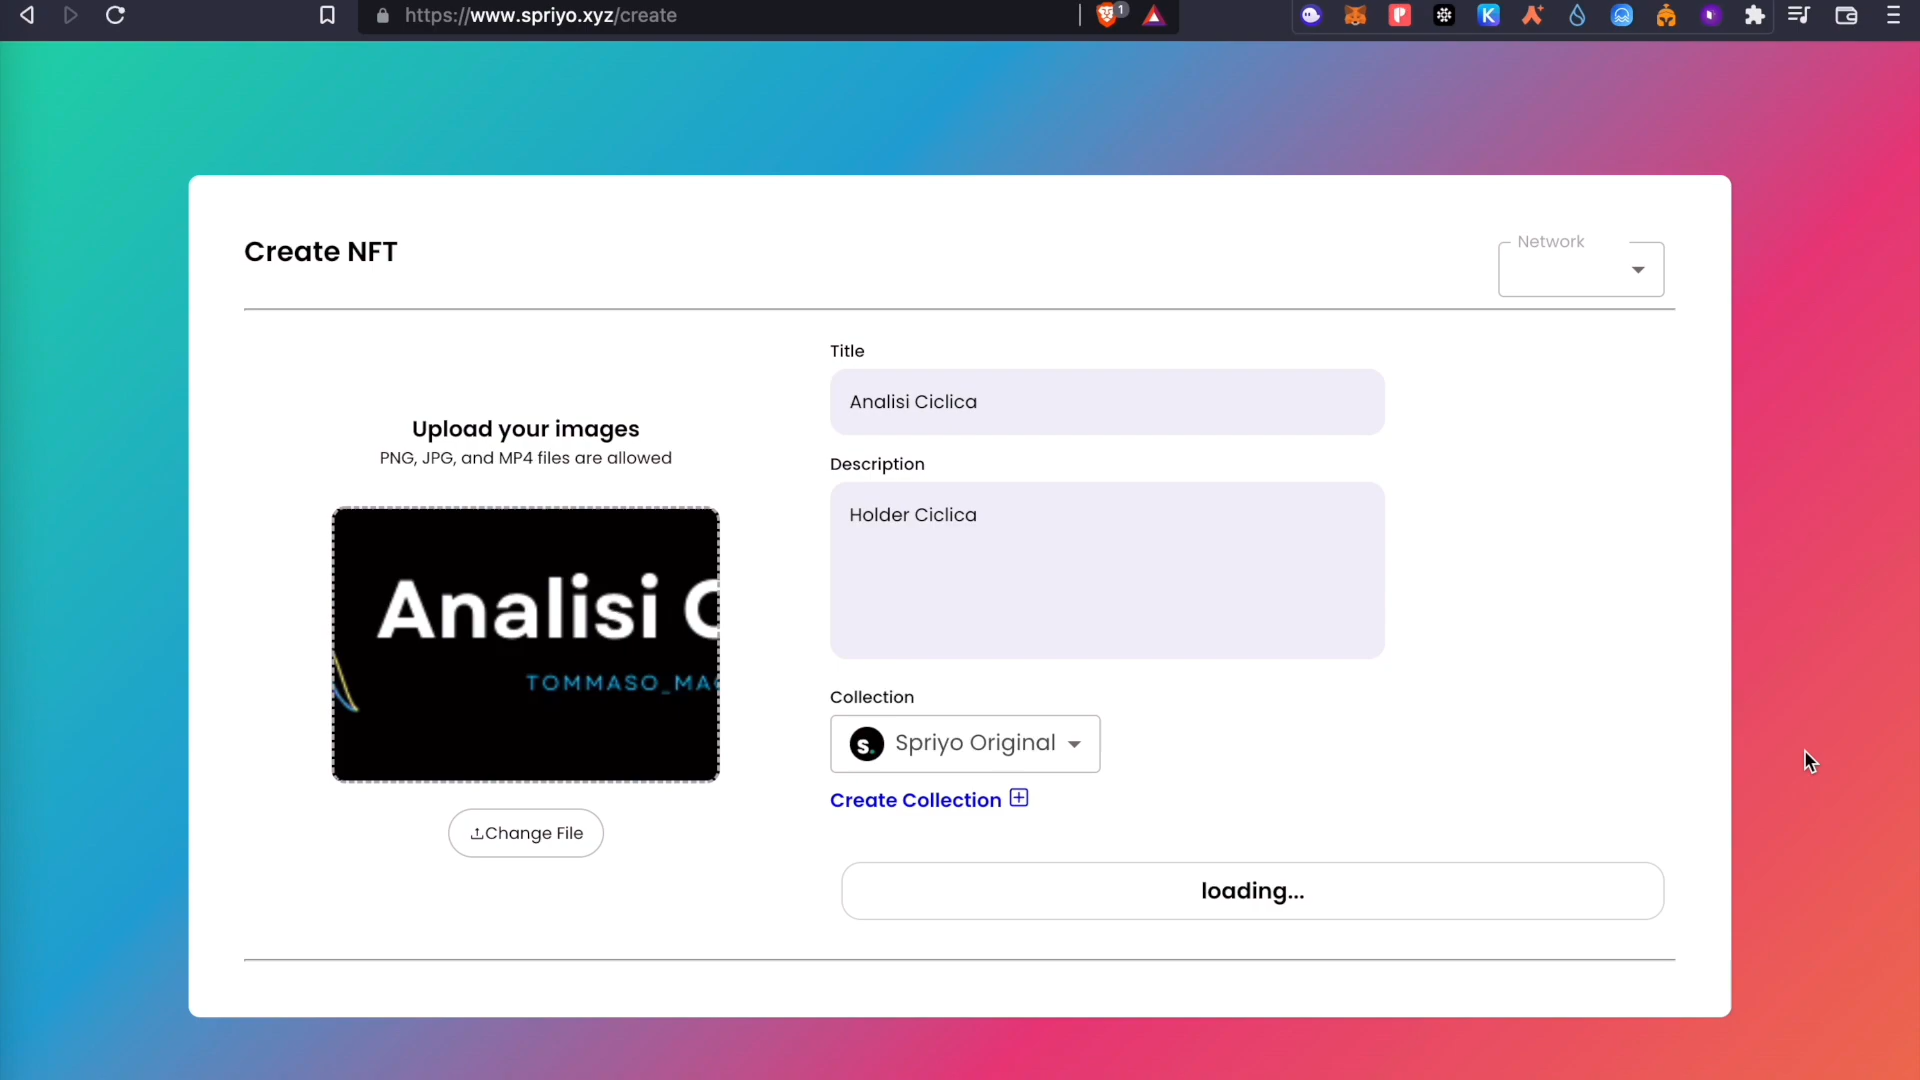 https://www.spriyo.xyz/create
1
Create NFT
Network
Title
Analisi Ciclica
Upload your images
PNG, JPG, and MP4 files are allowed
Description
Holder Ciclica
Analisi C
TOMMASO_MA
Collection
s. Spriyo Original
Create Collection
Change File
loading...